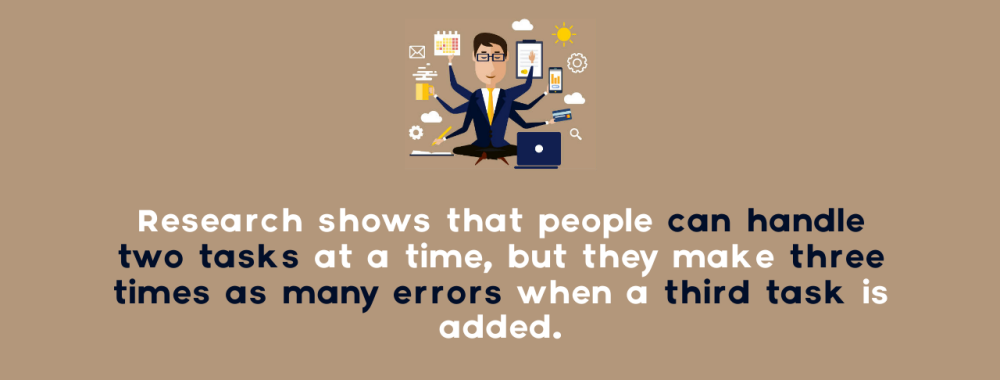 Research shows that people can handle
two tasks at a time, but they make three
times as many errors when a third task is
added.